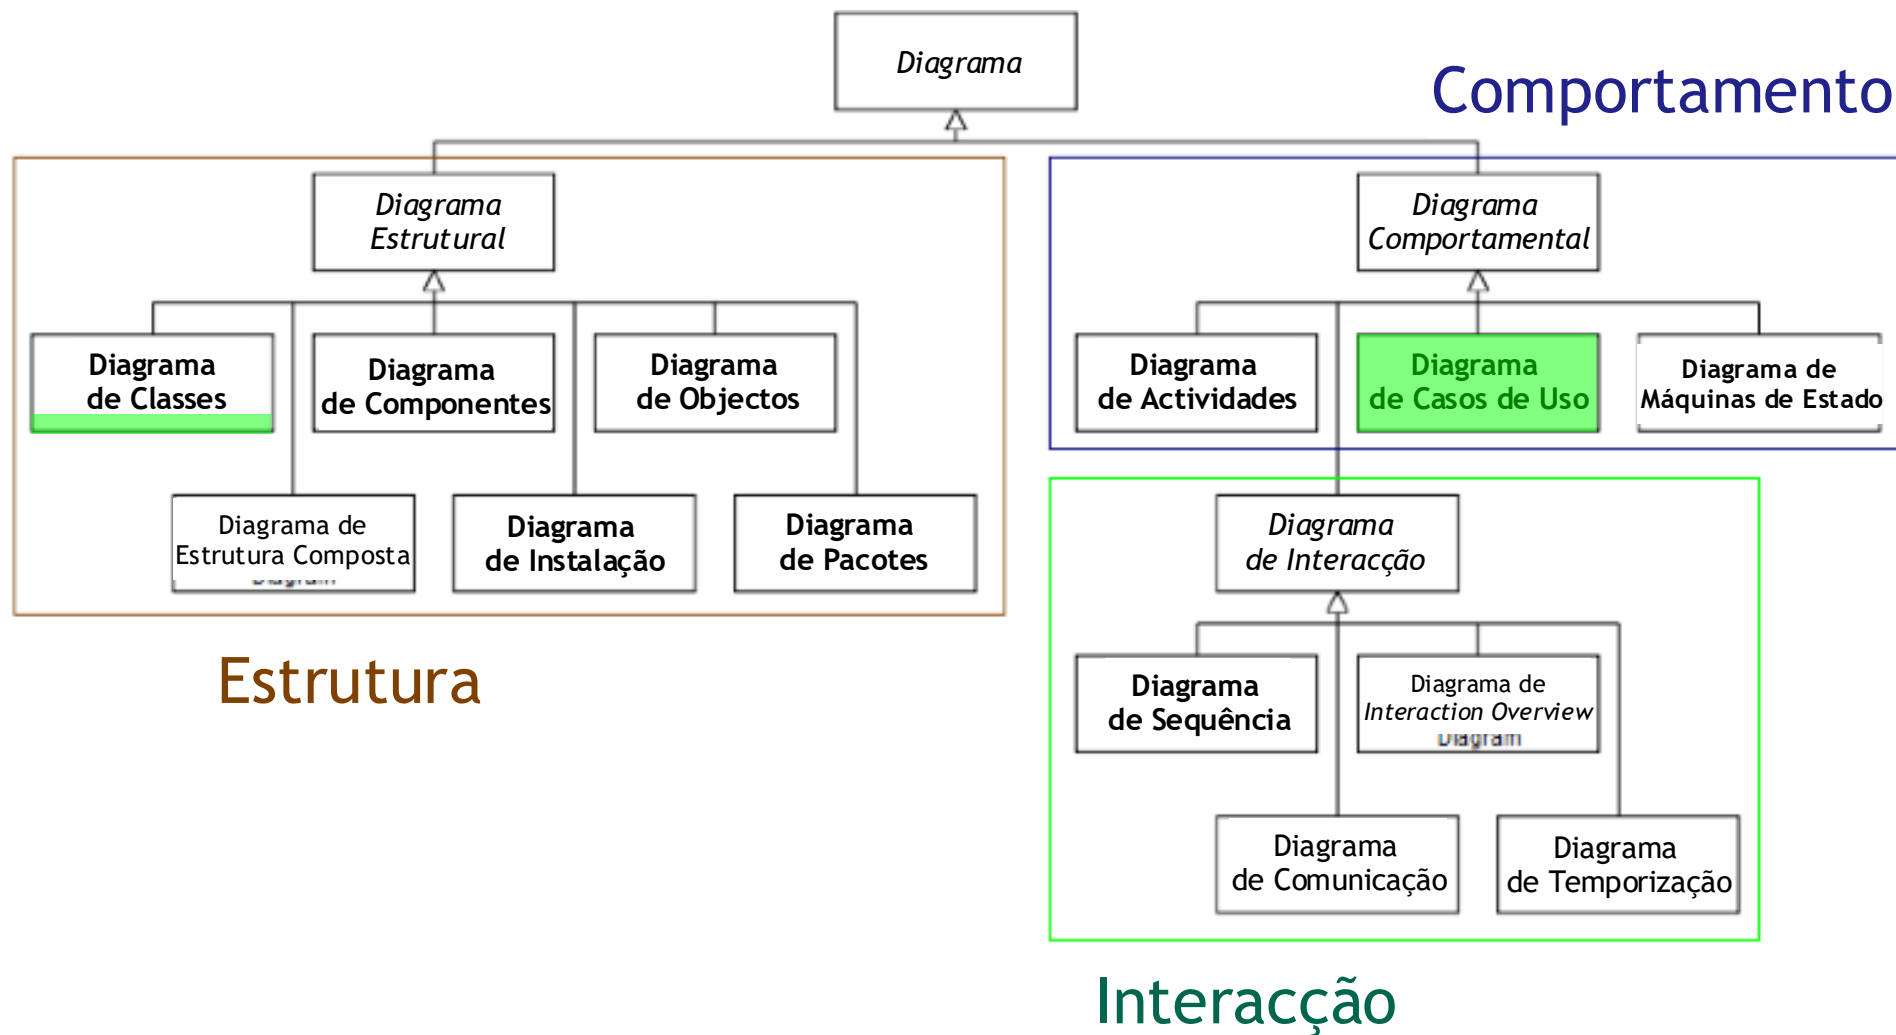 Diagrama
Comportamento
Diagrama
Estrutural
Diagrama
Comportamental
Diagrama
de Classes
Diagrama
de Componentes
Diagrama
de Objectos
Diagrama
de Actividades
Diagrama
de Casos de Uso
Diagrama de
Máquinas de Estado
Diagrama de
Estrutura Composta
Diagram
Diagrama
de Instalação
Diagrama
de Pacotes
Diagrama
de Interacção
Estrutura
Diagrama
de Sequência
Diagrama de
Interaction Overview
Diagram
Diagrama
de Comunicação
Diagrama
de Temporização
Interacção